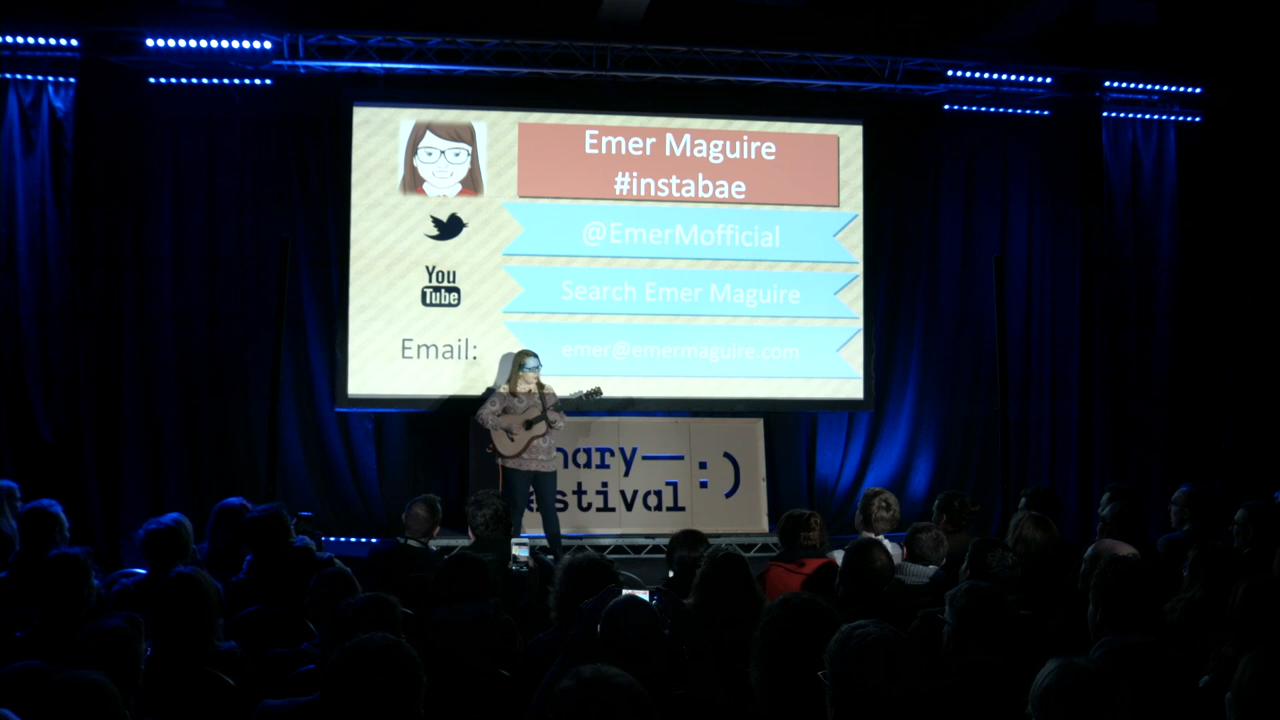 Emer Maguire
#instabae
@EmerMofficial
You
Tube
Search Emer Maguire
Email:
emer@emermaguire.com
nary—
:)
stival